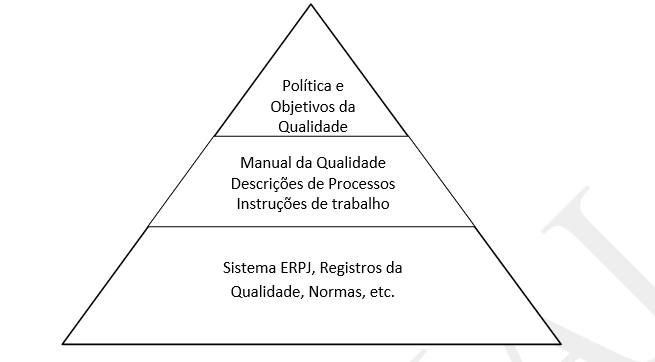 Política e
Objetivos da
Qualidade
Manual da Qualidade
Descrições de Processos
Instruções de trabalho
Sistema ERPJ, Registros da
Qualidade, Normas, etc.